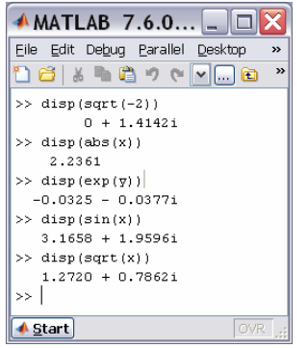 MATLAB 7.6.0...
File Edit Debug Parallel Desktop »
»
>> disp(sqrt(-2))
0 + 1.4142i
>> disp(abs(x))
2.2361
>> disp(exp(y))
-0.0325 - 0.0377i
>> disp(sin(x))
3.1658 + 1.9596i
>> disp(sqrt(x))
1.2720 + 0.7862i
>>
Start OVR